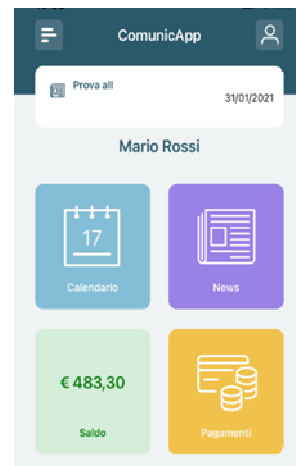 ComunicApp
Prova all
31/01/2021
Mario Rossi
17
Calendario
News
€ 483,30
Saldo
Pagamenti